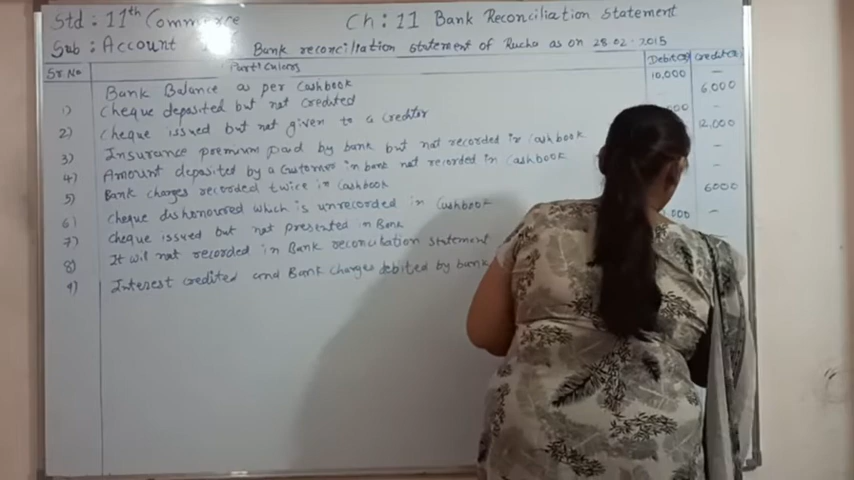 Std : 11th Commerce Ch : 11 Bank Reconciliation Statement
Sub : Account Bank reconciliation statement of Rucha as on 28.02.2015
Sr.No Particulars Debit Credit
Bank Balance as per Cashbook 10,000 –
1) Cheque deposited but not credited 6000
2) Cheque issued but not given to a creditor
3) Insurance premium paid by bank but not recorded in Cashbook 12,000
4) Amount deposited by a Customer in bank not recorded in Cashbook –
5) Bank charges recorded twice in Cashbook –
6) Cheque dishonoured which is unrecorded in Cashbook 6000
7) Cheque issued but not presented in Bank –
8) It will not recorded in Bank reconciliation statement
9) Interest credited and Bank charges debited by bank